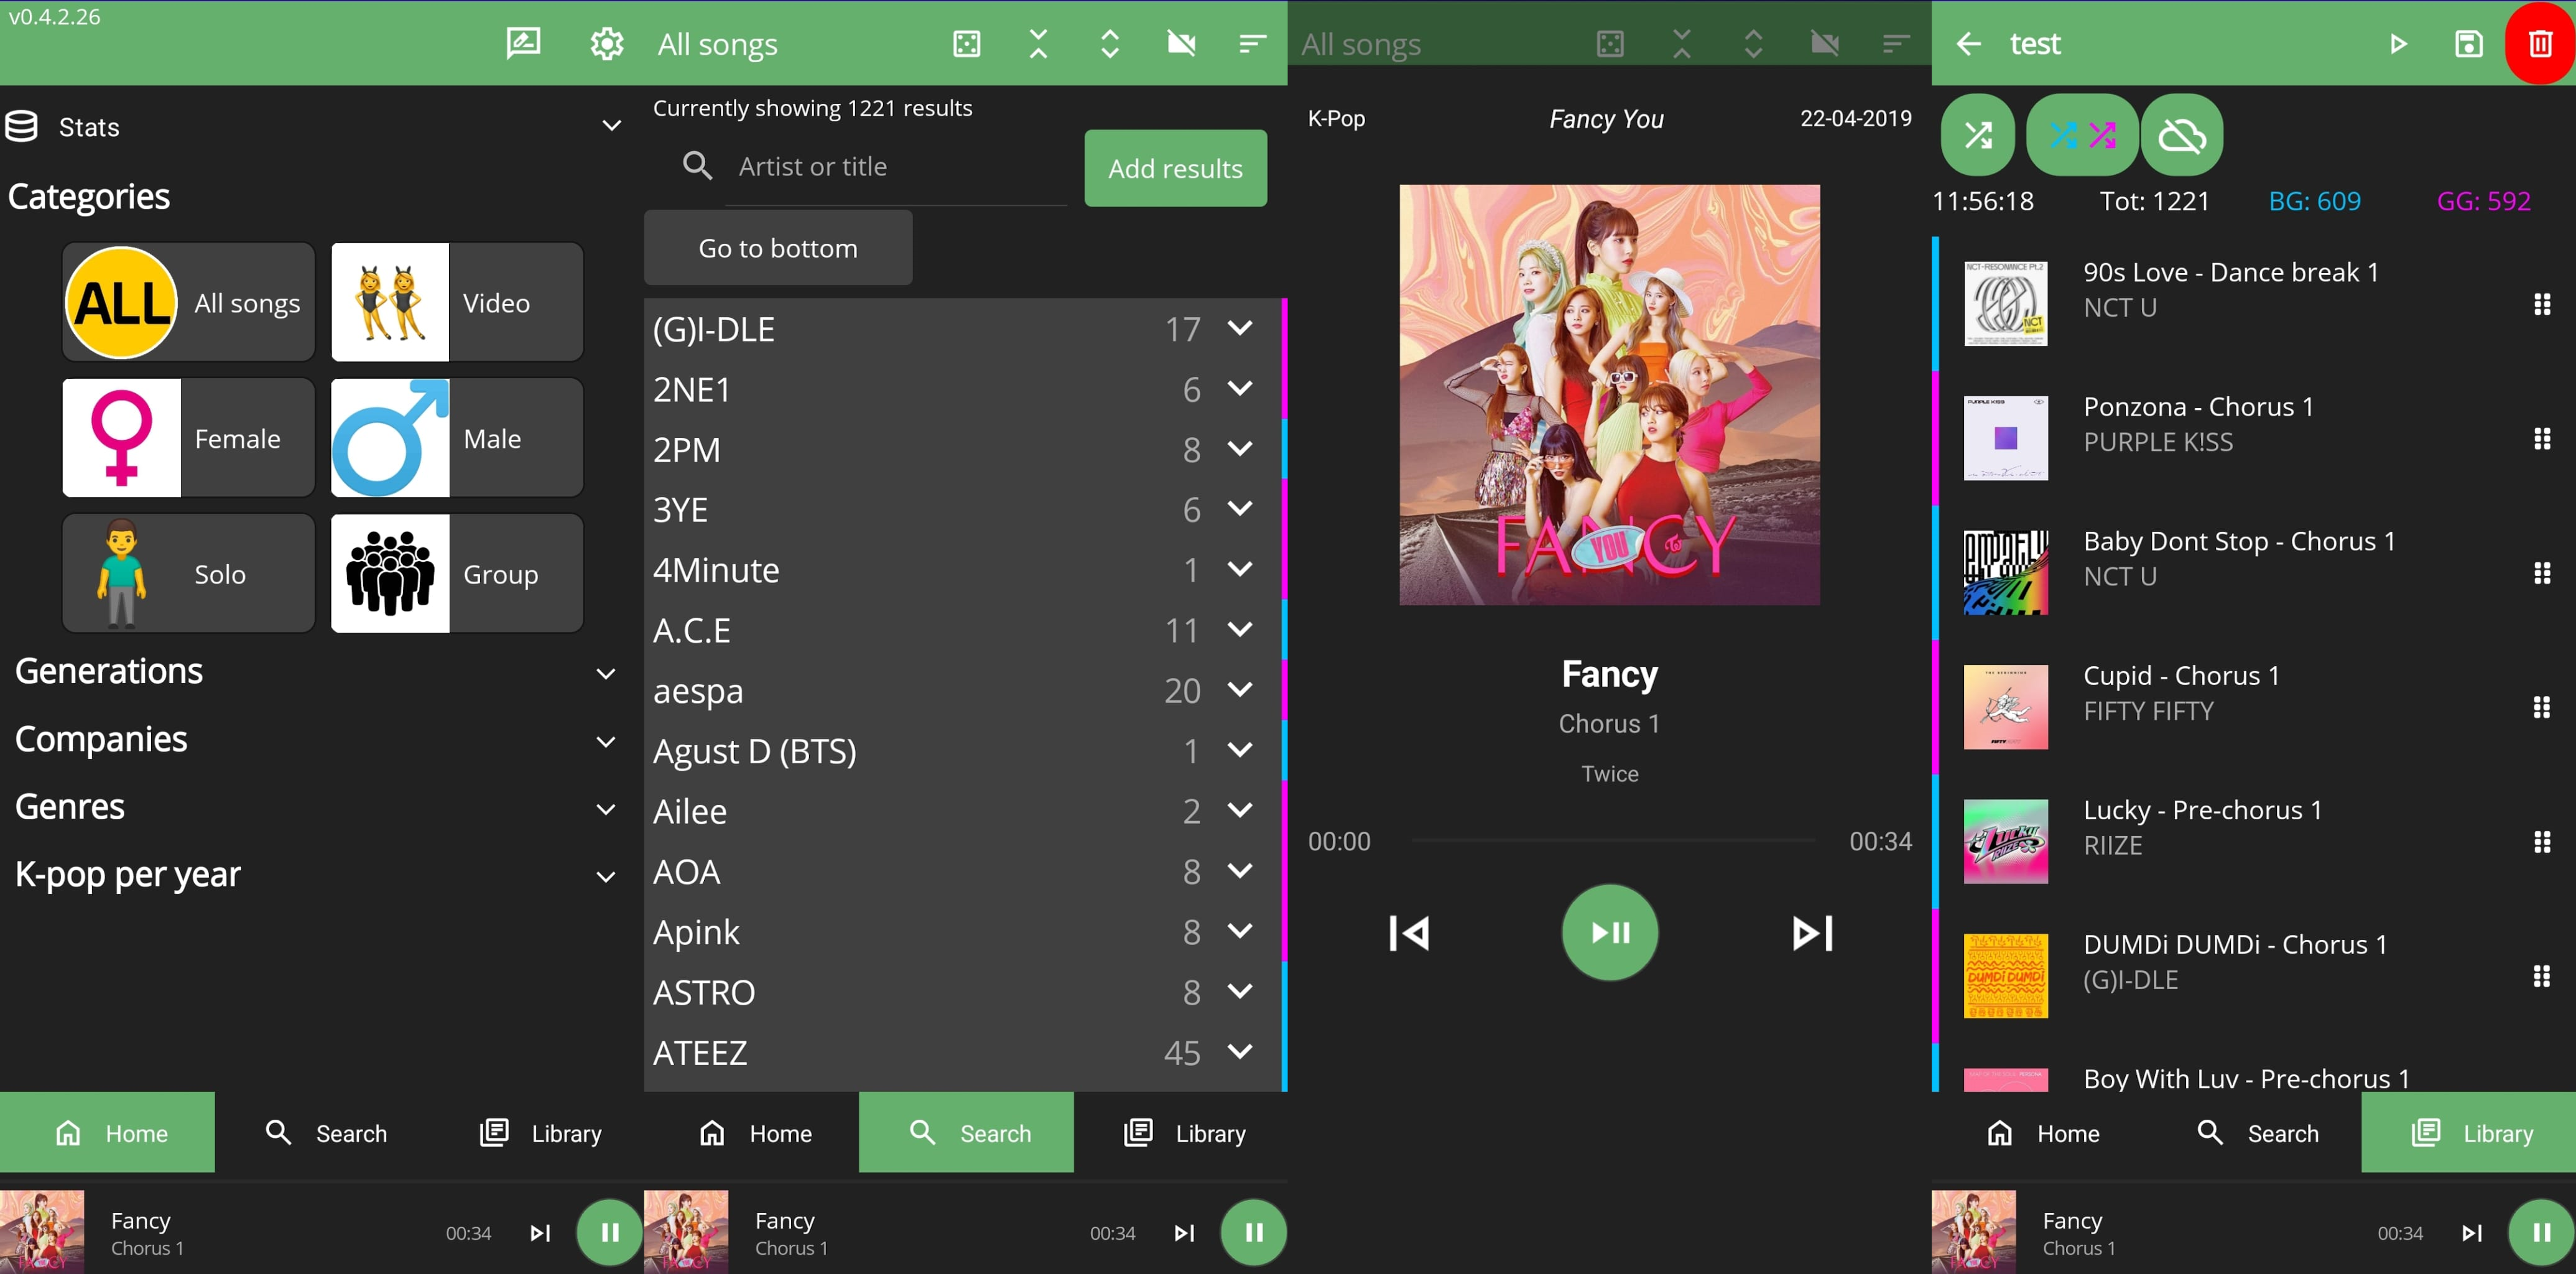 v0.4.2.26
Stats
Categories
ALL
All songs
Video
Female
Male
Solo
Group
Generations
Companies
Genres
K-pop per year
Home
Search
Library
Fancy
Chorus 1
00:34
All songs
Currently showing 1221 results
Artist or title
Add results
Go to bottom
(G)I-DLE 17
2NE1 6
2PM 8
3YE 6
4Minute 1
A.C.E 11
aespa 20
Agust D (BTS) 1
Ailee 2
AOA 8
Apink 8
ASTRO 8
ATEEZ 45
Home
Search
Library
Fancy
Chorus 1
00:34
All songs
K-Pop
Fancy You
22-04-2019
FANCY
YOU
Fancy
Chorus 1
Twice
00:00
00:34
test
11:56:18
Tot: 1221
BG: 609
GG: 592
90s Love - Dance break 1
NCT U
Ponzona - Chorus 1
PURPLE K!SS
Baby Dont Stop - Chorus 1
NCT U
Cupid - Chorus 1
FIFTY FIFTY
Lucky - Pre-chorus 1
RIIZE
DUMDi DUMDi - Chorus 1
(G)I-DLE
Boy With Luv - Pre-chorus 1
Home
Search
Library
Fancy
Chorus 1
00:34